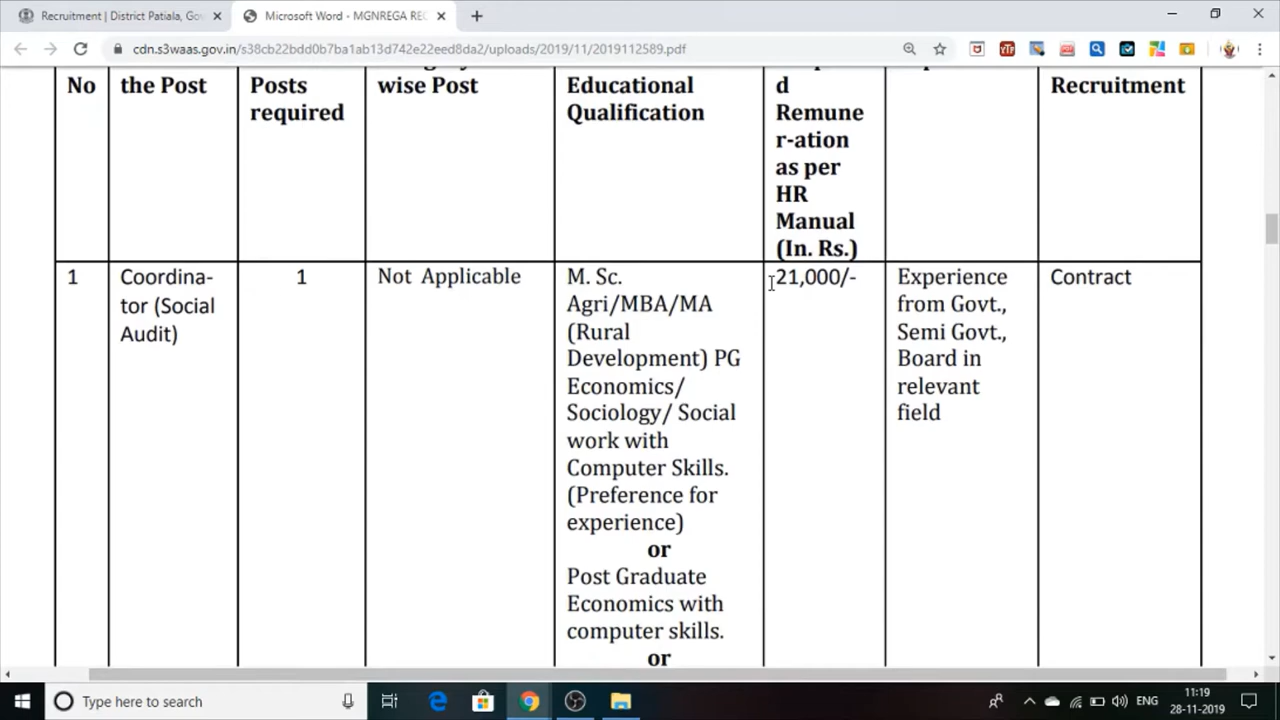 Recruitment | District Patiala, Gov
Microsoft Word - MGNREGA REC
cdn.s3waas.gov.in/s38cb22bdd0b7ba1ab13d742e22eed8da2/uploads/2019/11/2019112589.pdf
No
the Post
Posts
required
wise Post
Educational
Qualification
d
Remune
r-ation
as per
HR
Manual
(In. Rs.)
Recruitment
1
Coordina-
tor (Social
Audit)
1
Not Applicable
M. Sc.
Agri/MBA/MA
(Rural
Development) PG
Economics/
Sociology/ Social
work with
Computer Skills.
(Preference for
experience)
or
Post Graduate
Economics with
computer skills.
or
21,000/-
Experience
from Govt.,
Semi Govt.,
Board in
relevant
field
Contract
Type here to search
ENG
11:19
28-11-2019